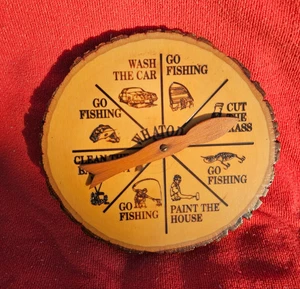 WASH
THE CAR
GO
FISHING
CUT
GRASS
GO
FISHING
PAINT THE
HOUSE
GO
FISHING
CLEAN
GO
FISHING